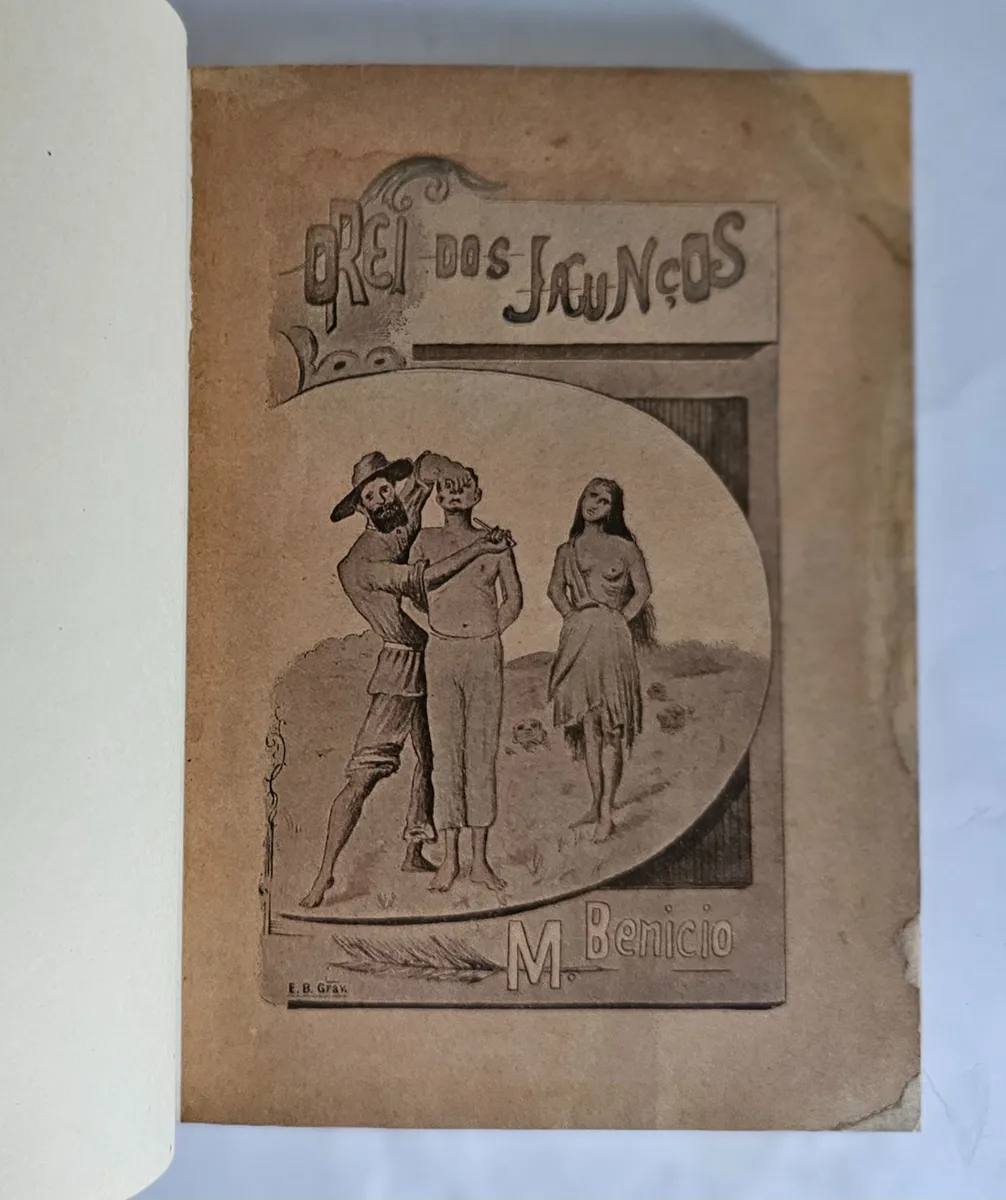 O REI DOS JAGUNÇOS
M. Benicio
E. B. Grav.